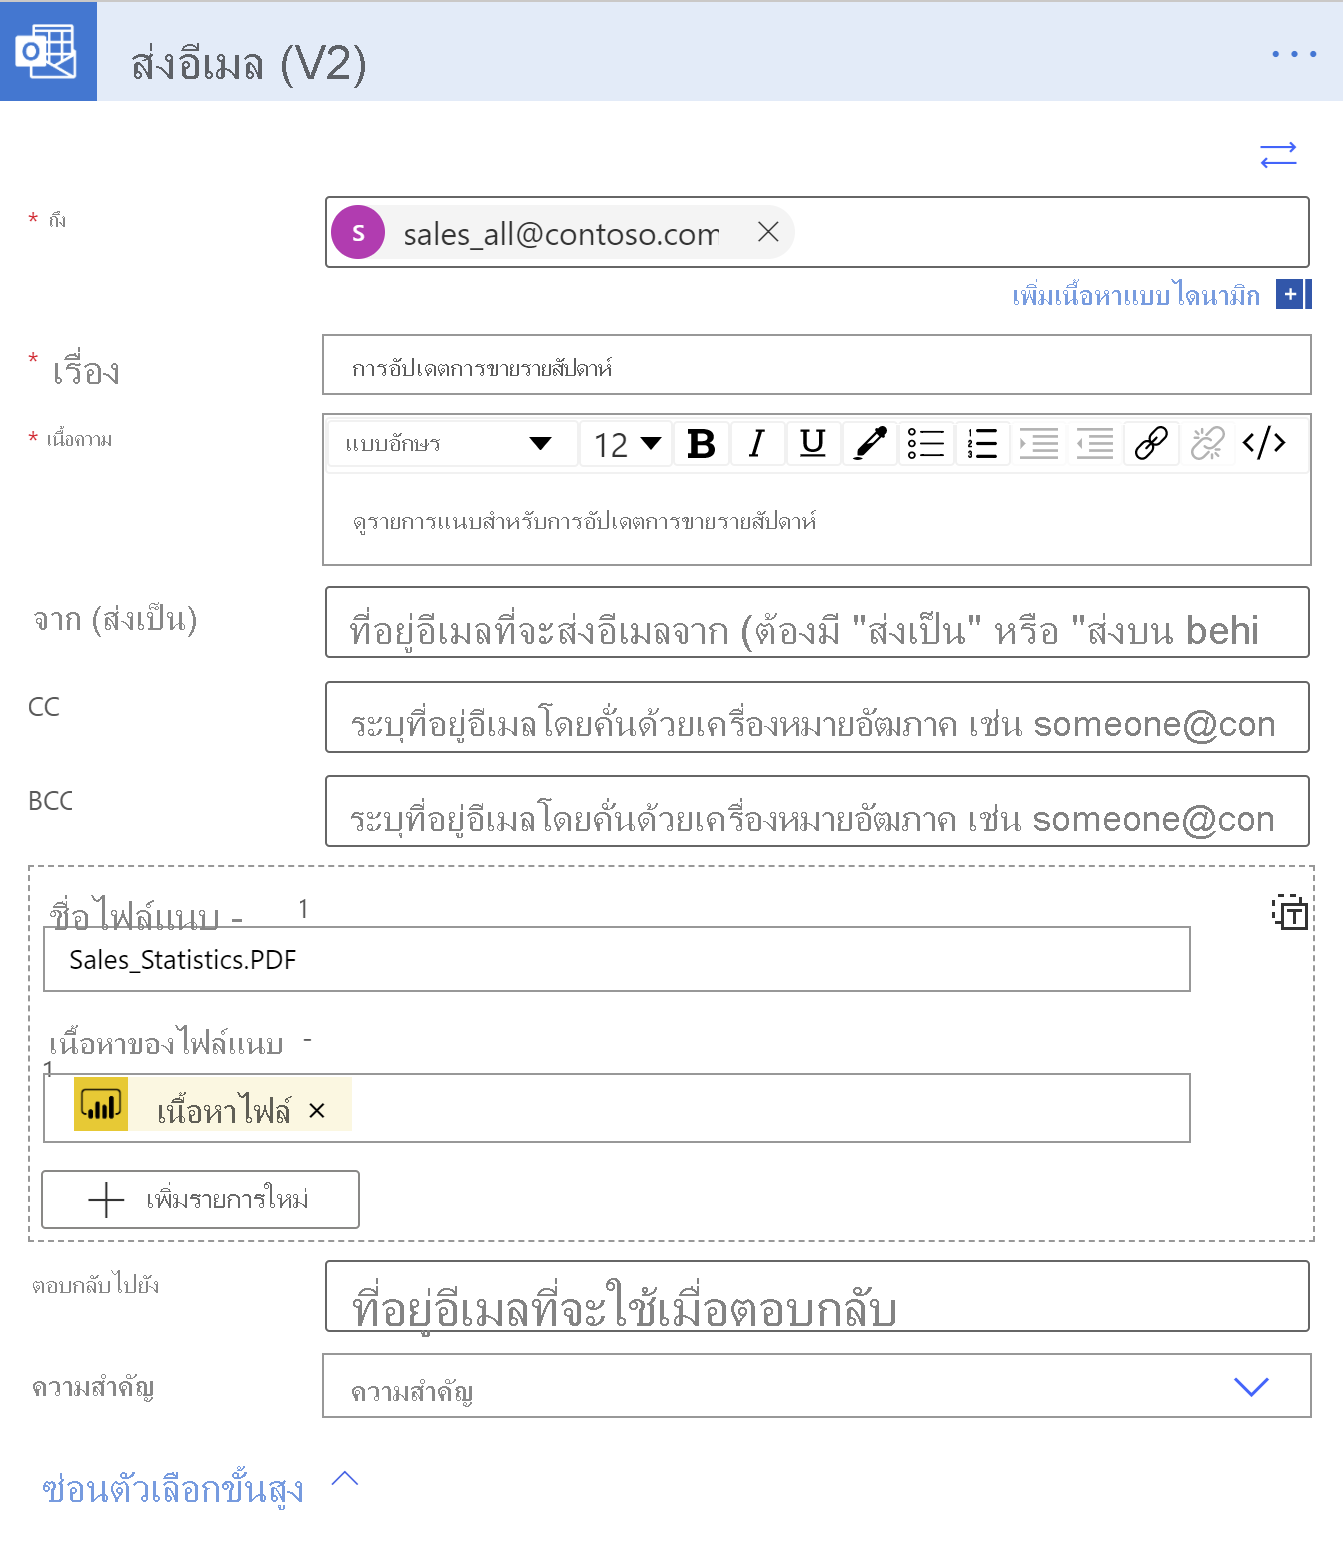 ส่งอีเมล (V2)
* ถึง
S sales_all@contoso.com
เพิ่มเนื้อหาแบบไดนามิก
* เรื่อง
การอัปเดตการขายรายสัปดาห์
* เนื้อความ
แบบอักษร 12 B I U
ดูรายการแนบสำหรับการอัปเดตการขายรายสัปดาห์
จาก (ส่งเป็น)
ที่อยู่อีเมลที่จะส่งอีเมลจาก (ต้องมี "ส่งเป็น" หรือ "ส่งบน behi
CC
ระบุที่อยู่อีเมลโดยคั่นด้วยเครื่องหมายอัฒภาค เช่น someone@con
BCC
ระบุที่อยู่อีเมลโดยคั่นด้วยเครื่องหมายอัฒภาค เช่น someone@con
ชื่อไฟล์แนบ - 1
Sales_Statistics.PDF
เนื้อหาของไฟล์แนบ -
1
เนื้อหาไฟล์ ×
เพิ่มรายการใหม่
ตอบกลับไปยัง
ที่อยู่อีเมลที่จะใช้เมื่อตอบกลับ
ความสำคัญ
ความสำคัญ
ซ่อนตัวเลือกขั้นสูง